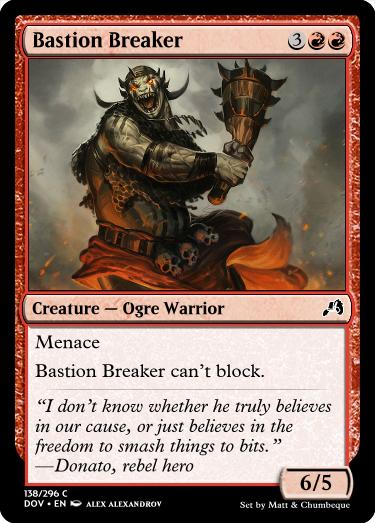 Bastion Breaker 3
Creature — Ogre Warrior
Menace
Bastion Breaker can't block.
“I don't know whether he truly believes
in our cause, or just believes in the
freedom to smash things to bits.”
—Donato, rebel hero
6/5
138/296 C
DOV • EN ALEX ALEXANDROV
Set by Matt & Chumbeque